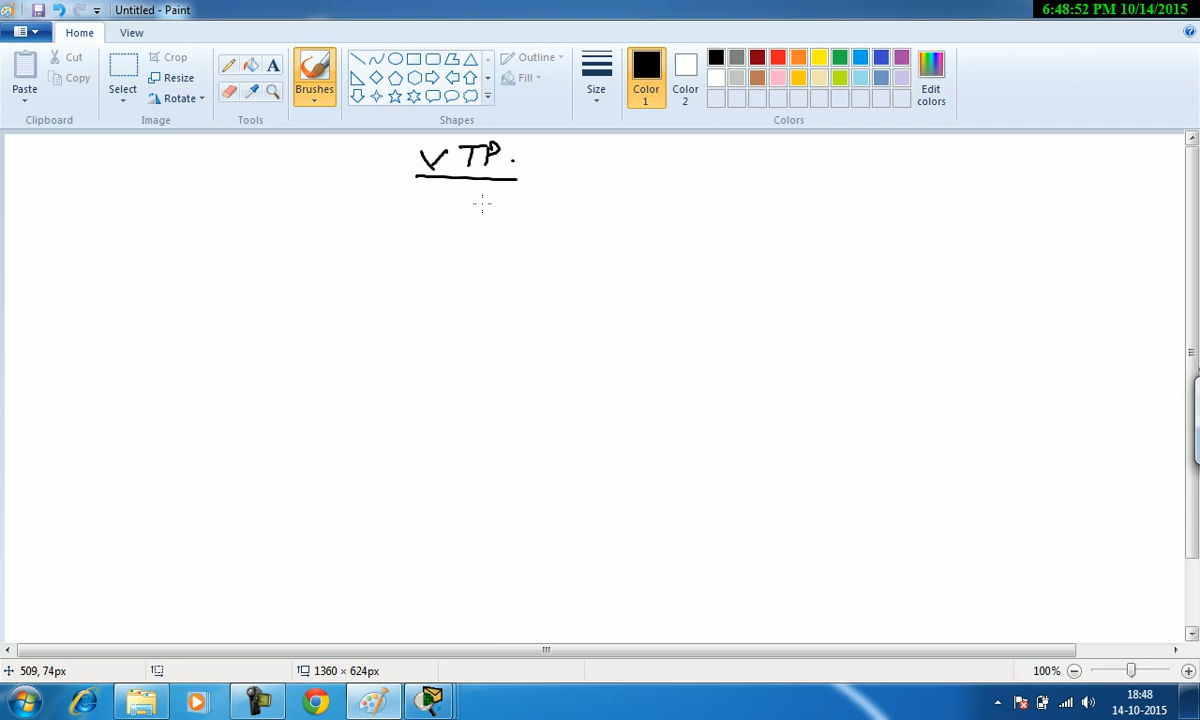 Untitled - Paint
6:48:52 PM 10/14/2015
Home
View
Paste
Cut
Copy
Clipboard
Select
Crop
Resize
Rotate
Image
A
Tools
Brushes
Shapes
Outline
Fill
Size
Color 1
Color 2
Edit colors
Colors
VTP.
509, 74px
1360 × 624px
100%
18:48
14-10-2015